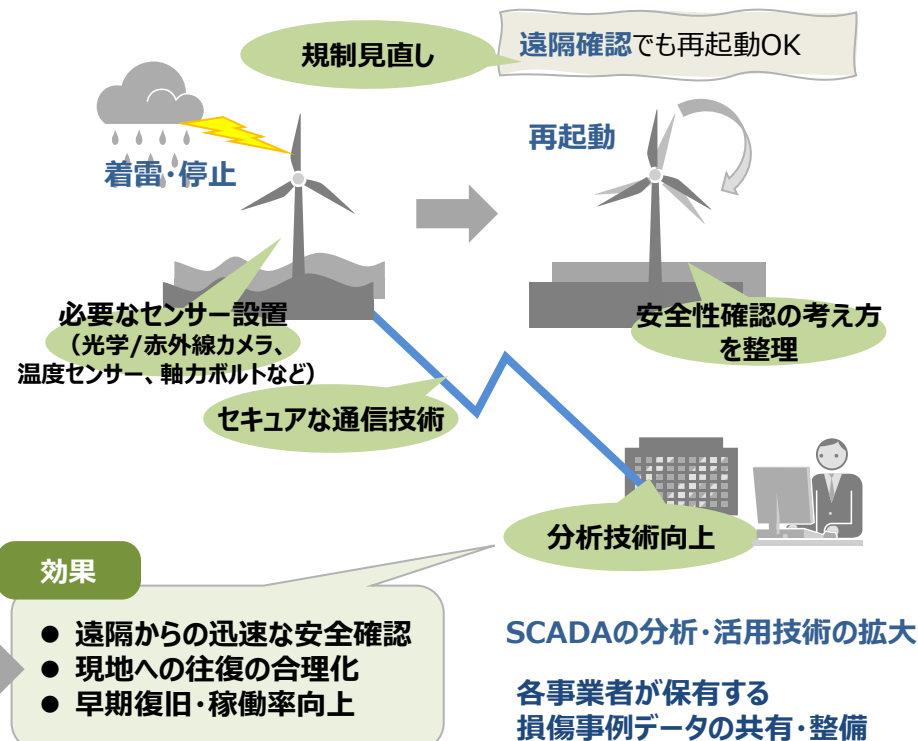 規制見直し
遠隔確認でも再起動OK
着雷・停止
再起動
必要なセンサー設置
（光学/赤外線カメラ、
温度センサー、軸力ボルトなど）
安全性確認の考え方
を整理
セキュアな通信技術
分析技術向上
効果
● 遠隔からの迅速な安全確認
● 現地への往復の合理化
● 早期復旧・稼働率向上
SCADAの分析・活用技術の拡大
各事業者が保有する
損傷事例データの共有・整備